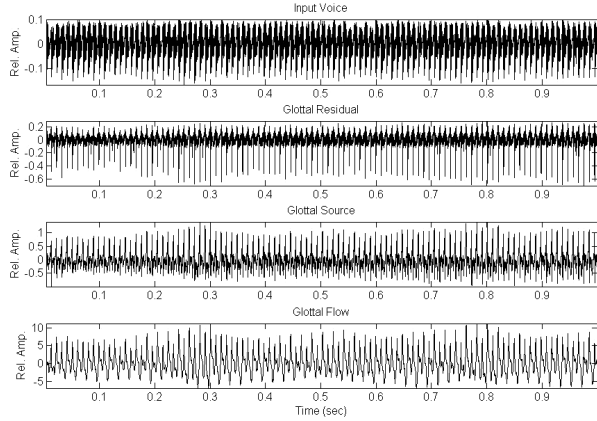 Input Voice
Rel. Amp.
0.1
0
-0.1
0.1 0.2 0.3 0.4 0.5 0.6 0.7 0.8 0.9
Glottal Residual
Rel. Amp.
0.2
0
-0.2
-0.4
-0.6
0.1 0.2 0.3 0.4 0.5 0.6 0.7 0.8 0.9
Glottal Source
Rel. Amp.
1
0.5
0
-0.5
0.1 0.2 0.3 0.4 0.5 0.6 0.7 0.8 0.9
Glottal Flow
Rel. Amp.
10
5
0
-5
0.1 0.2 0.3 0.4 0.5 0.6 0.7 0.8 0.9
Time (sec)